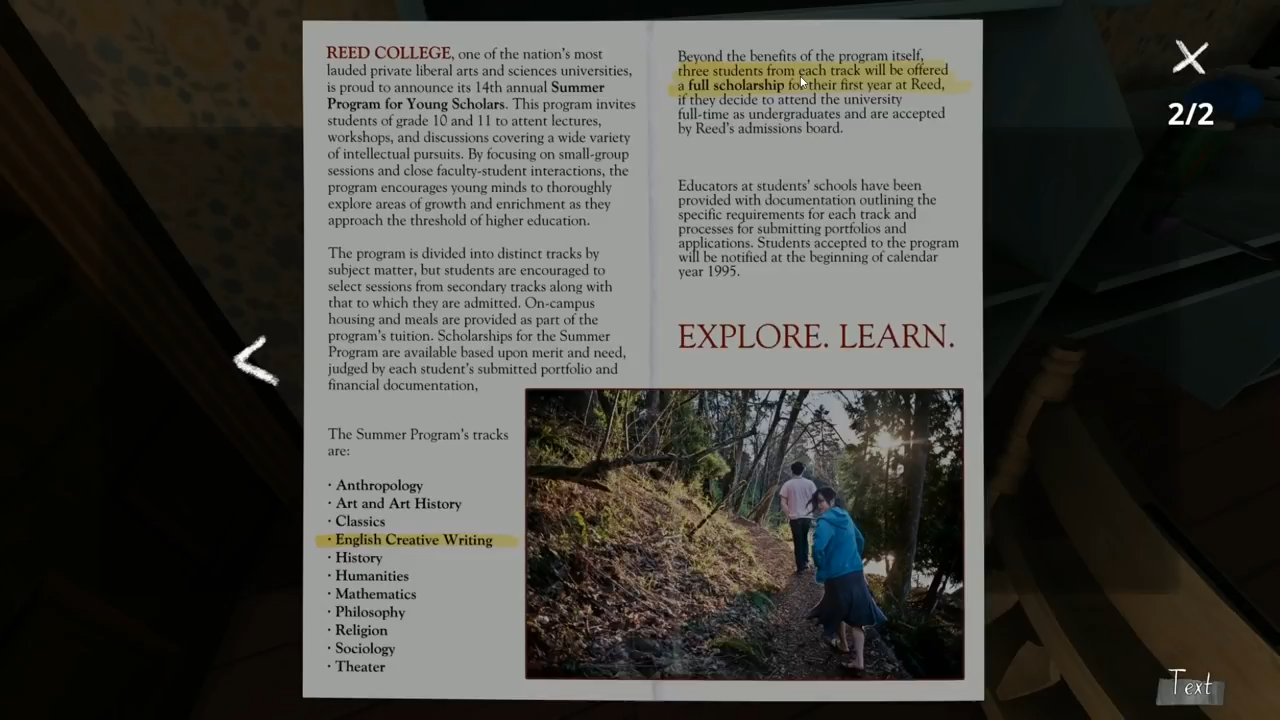 REED COLLEGE, one of the nation's most
lauded private liberal arts and sciences universities,
is proud to announce its 14th annual Summer
Program for Young Scholars. This program invites
students of grade 10 and 11 to attent lectures,
workshops, and discussions covering a wide variety
of intellectual pursuits. By focusing on small-group
sessions and close faculty-student interactions, the
program encourages young minds to thoroughly
explore areas of growth and enrichment as they
approach the threshold of higher education.
The program is divided into distinct tracks by
subject matter, but students are encouraged to
select sessions from secondary tracks along with
that to which they are admitted. On-campus
housing and meals are provided as part of the
program's tuition. Scholarships for the Summer
Program are available based upon merit and need,
judged by each student's submitted portfolio and
financial documentation,
The Summer Program's tracks
are:
· Anthropology
· Art and Art History
· Classics
· English Creative Writing
· History
· Humanities
· Mathematics
· Philosophy
· Religion
· Sociology
· Theater
Beyond the benefits of the program itself,
three students from each track will be offered
a full scholarship for their first year at Reed,
if they decide to attend the university
full-time as undergraduates and are accepted
by Reed's admissions board.
Educators at students' schools have been
provided with documentation outlining the
specific requirements for each track and
processes for submitting portfolios and
applications. Students accepted to the program
will be notified at the beginning of calendar
year 1995.
EXPLORE. LEARN.
2/2
Text